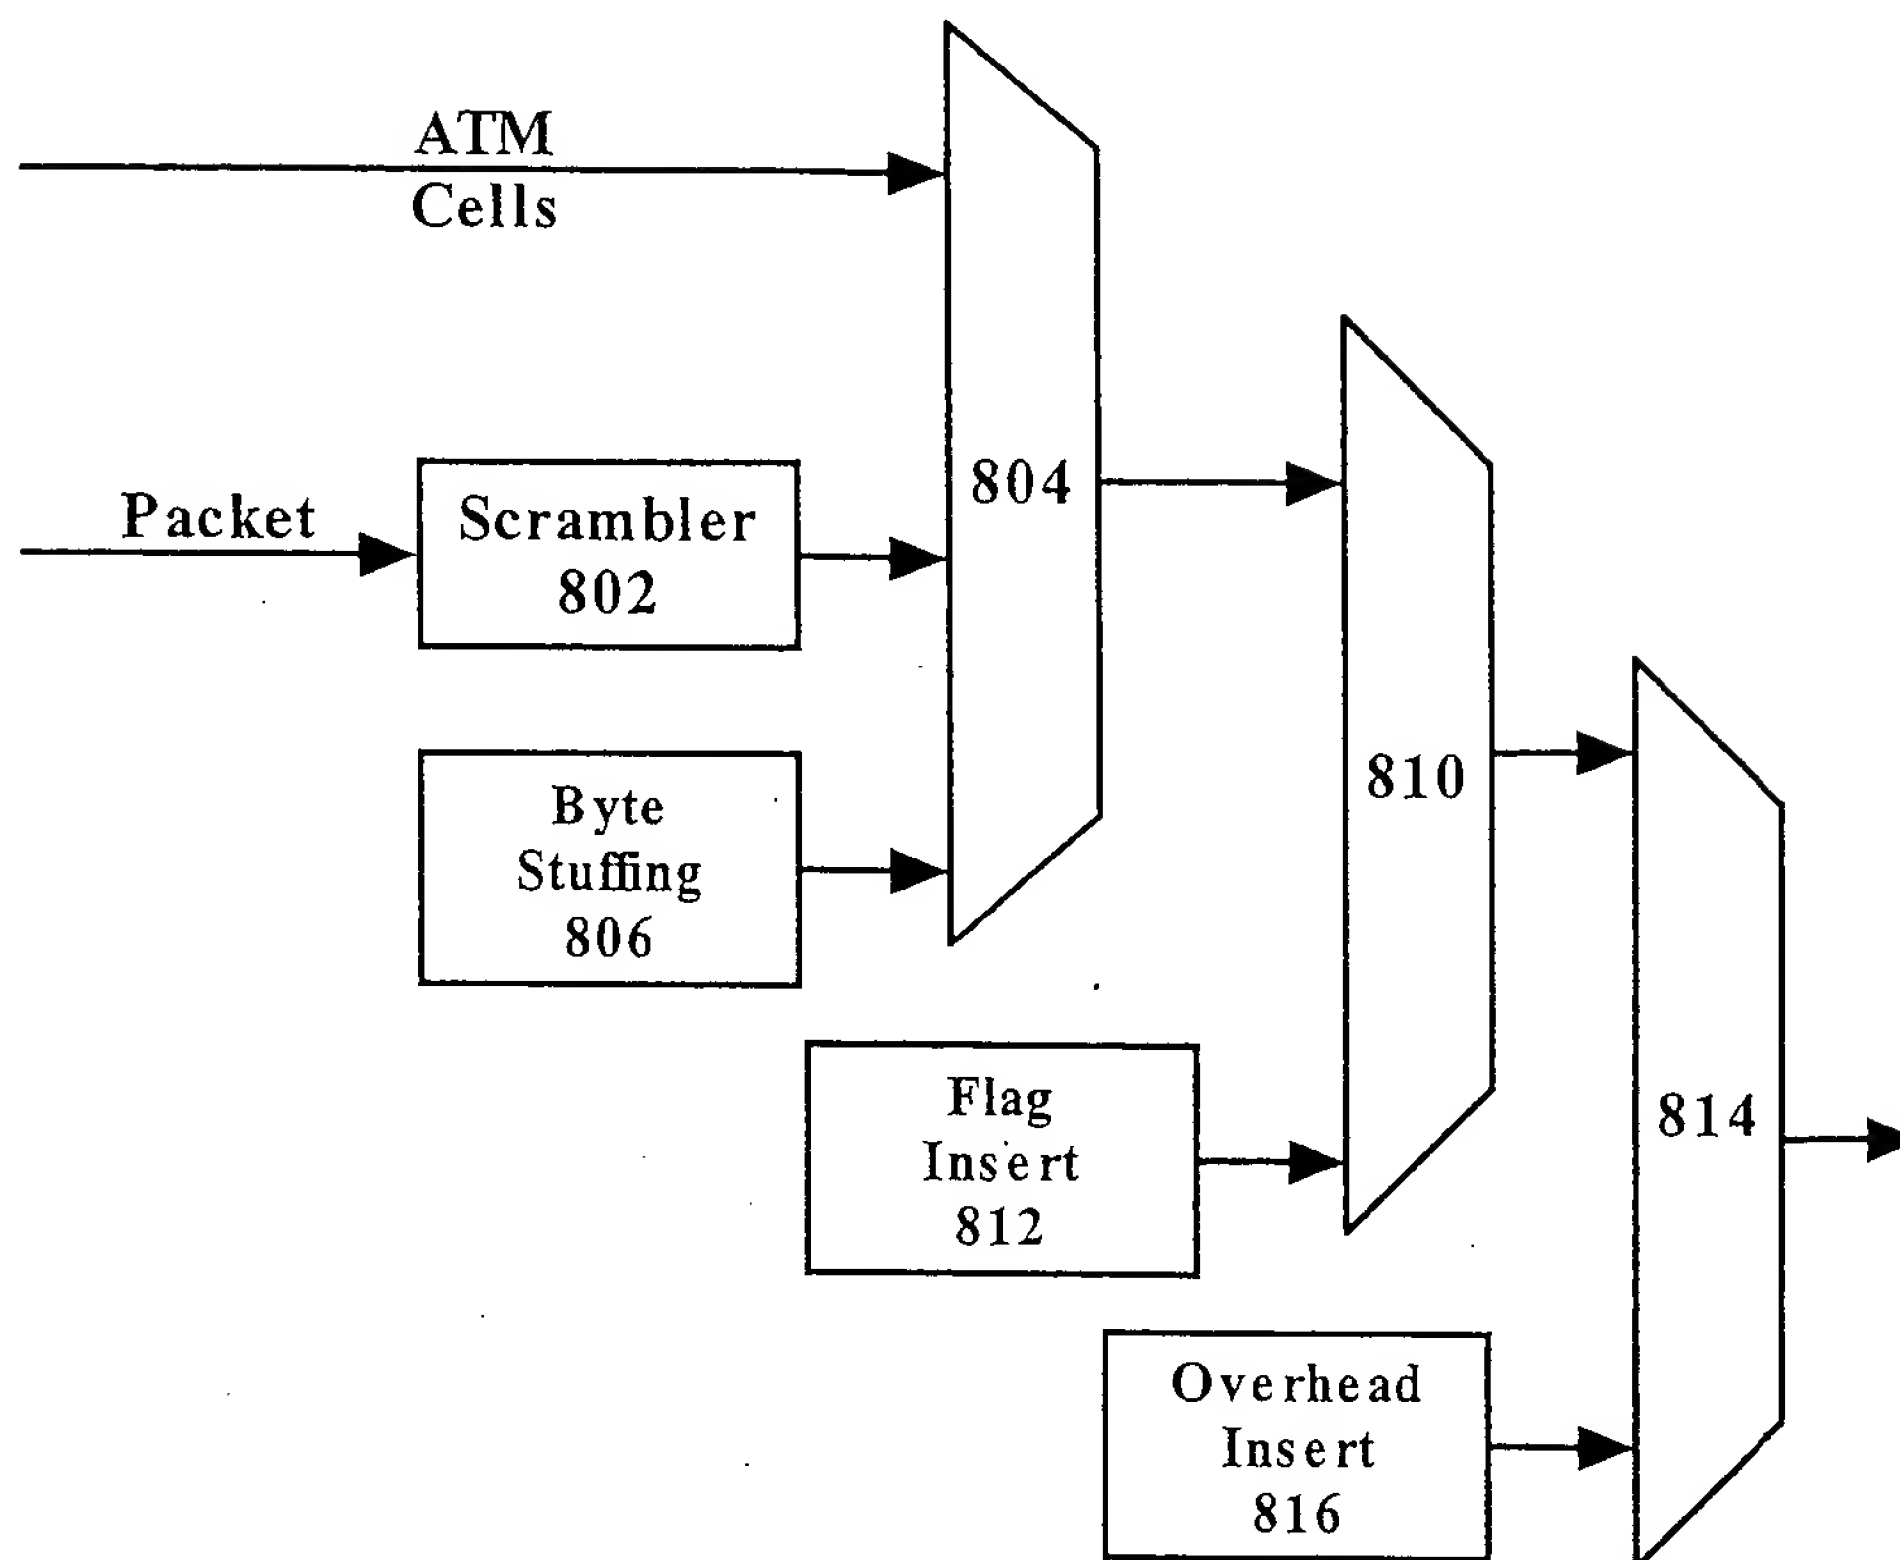 ATM
Cells
Packet
Scrambler
802
804
Byte
Stuffing
806
810
Flag
Insert
812
814
Overhead
Insert
816